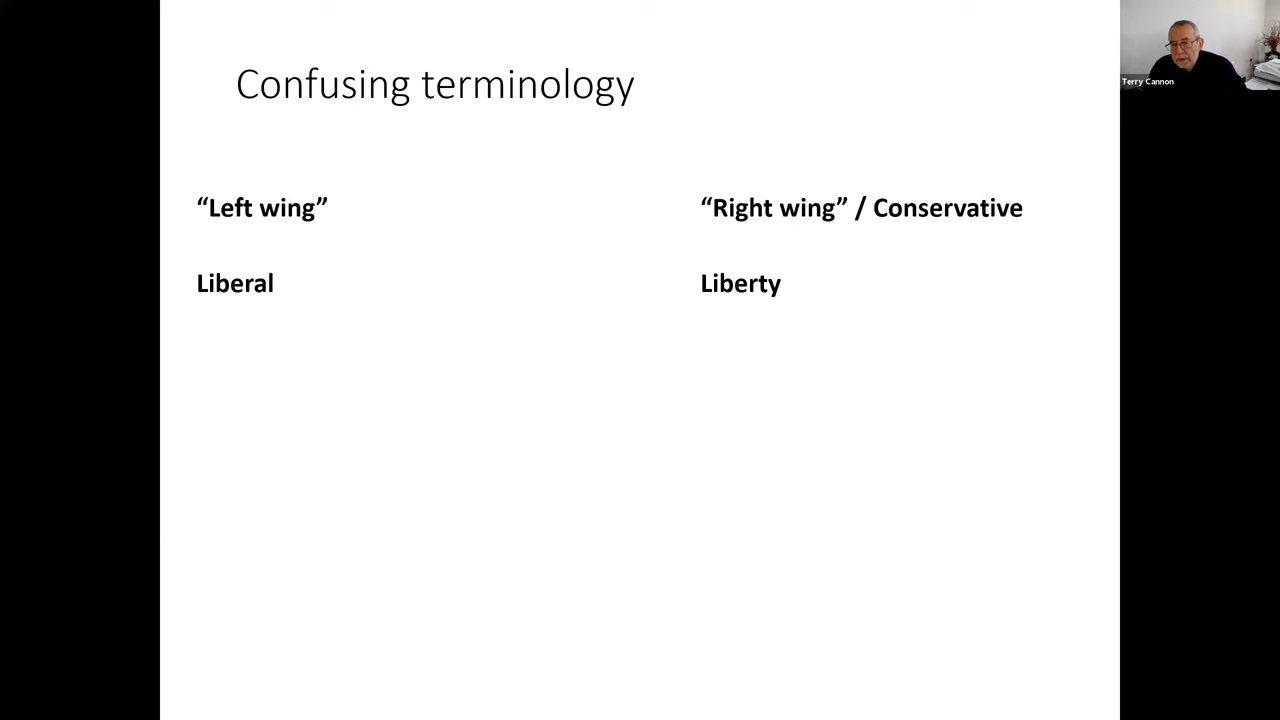 Confusing terminology
Terry Cannon
“Left wing”
“Right wing” / Conservative
Liberal
Liberty